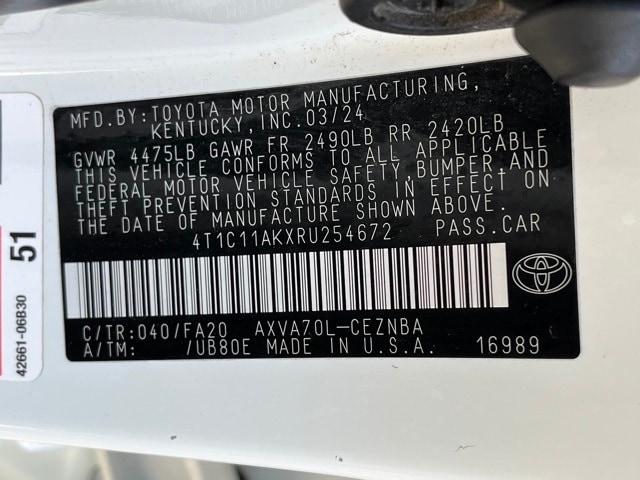 MFD.BY:TOYOTA MOTOR MANUFACTURING,
KENTUCKY,INC.03/24
GVWR 4475LB GAWR FR 2490LB RR 2420LB
THIS VEHICLE CONFORMS TO ALL APPLICABLE
FEDERAL MOTOR VEHICLE SAFETY,BUMPER,AND
THEFT PREVENTION STANDARDS IN EFFECT ON
THE DATE OF MANUFACTURE SHOWN ABOVE.
4T1C11AKXRU254672 PASS.CAR
C/TR:040/FA20 AXVA70L-CEZNBA
A/TM: /UB80E MADE IN U.S.A. 16989
51
42661-06B30